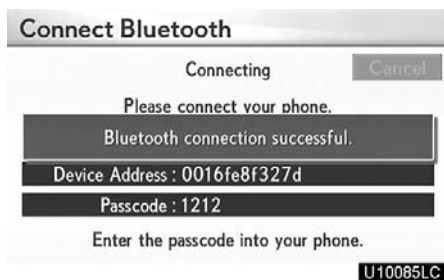 Connect Bluetooth
Connecting
Cancel
Please connect your phone.
Bluetooth connection successful.
Device Address : 0016fe8f327d
Passcode : 1212
Enter the passcode into your phone.
U10085LC